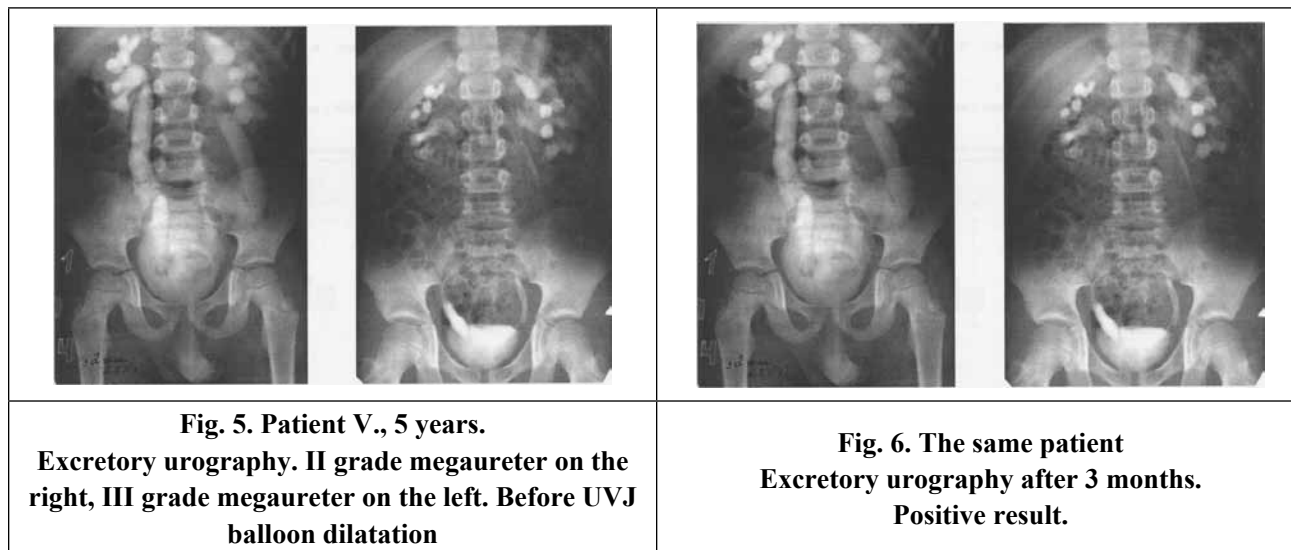 Fig. 5. Patient V., 5 years.
Excretory urography. II grade megaureter on the
right, III grade megaureter on the left. Before UVJ
balloon dilatation
Fig. 6. The same patient
Excretory urography after 3 months.
Positive result.